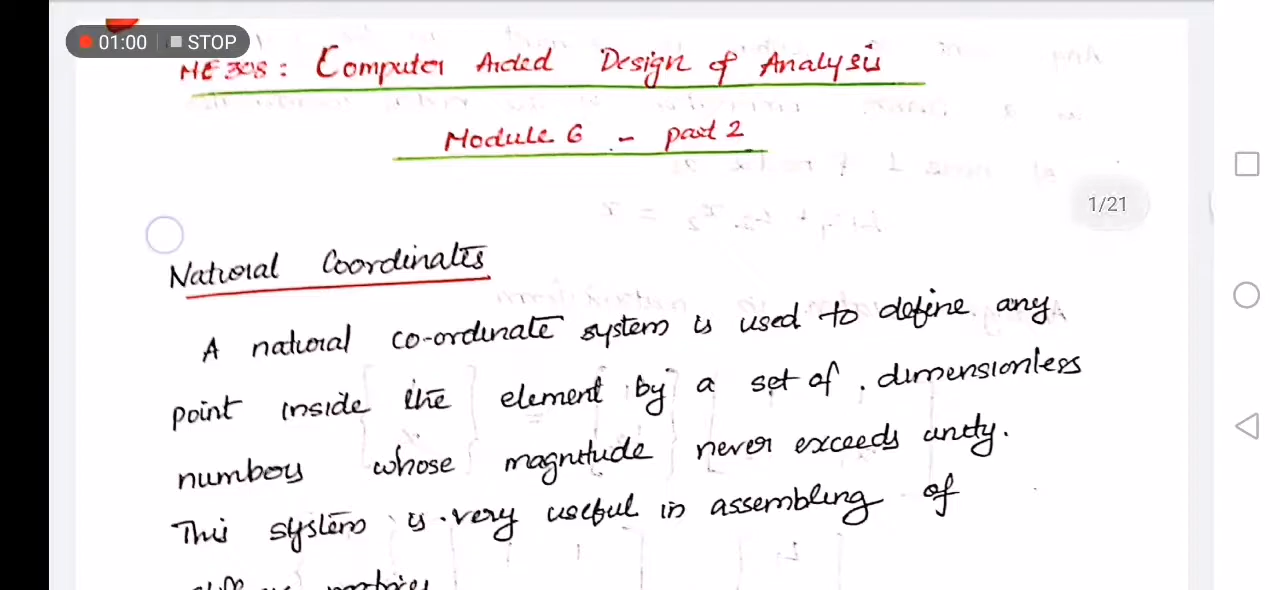 01:00 STOP
ME 308 : Computer Aided Design of Analysis
Module 6 - part 2
1/21
Natural Coordinates
A natural co-ordinate system is used to define any
point inside the element by a set of dimensionless
numbers whose magnitude never exceeds unity.
This system is very useful in assembling of